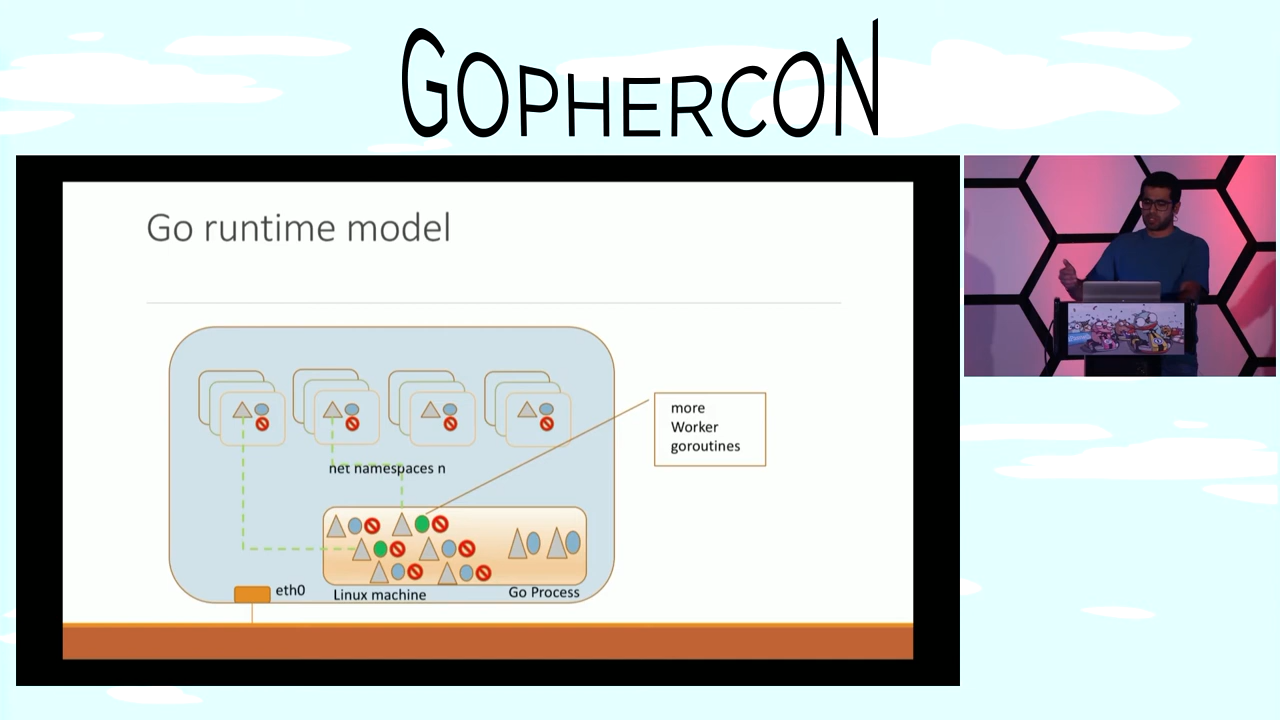 GOPHERCON
Go runtime model
more
Worker
goroutines
net namespaces n
eth0
Linux machine
Go Process